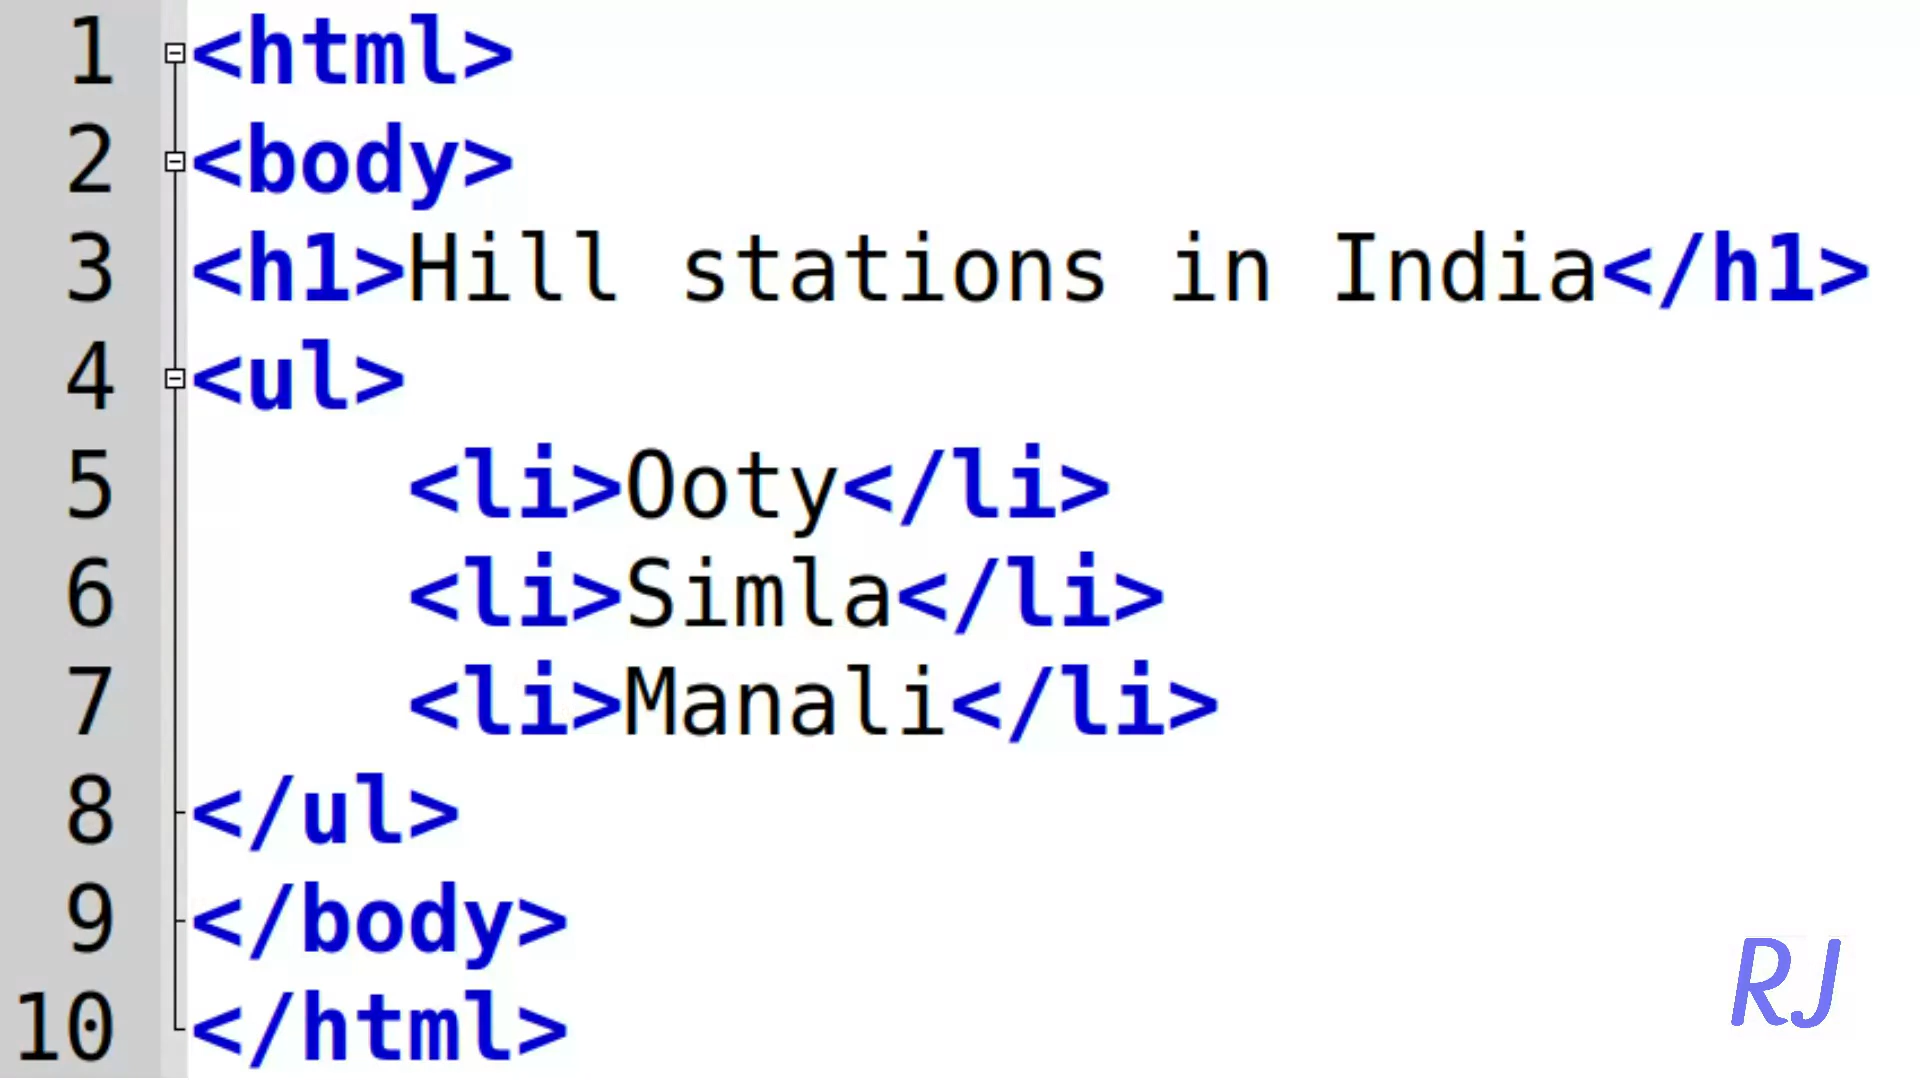 1 <html>
2 <body>
3 <h1>Hill stations in India</h1>
4 <ul>
5 <li>Ooty</li>
6 <li>Simla</li>
7 <li>Manali</li>
8 </ul>
9 </body>
10 </html>
RJ